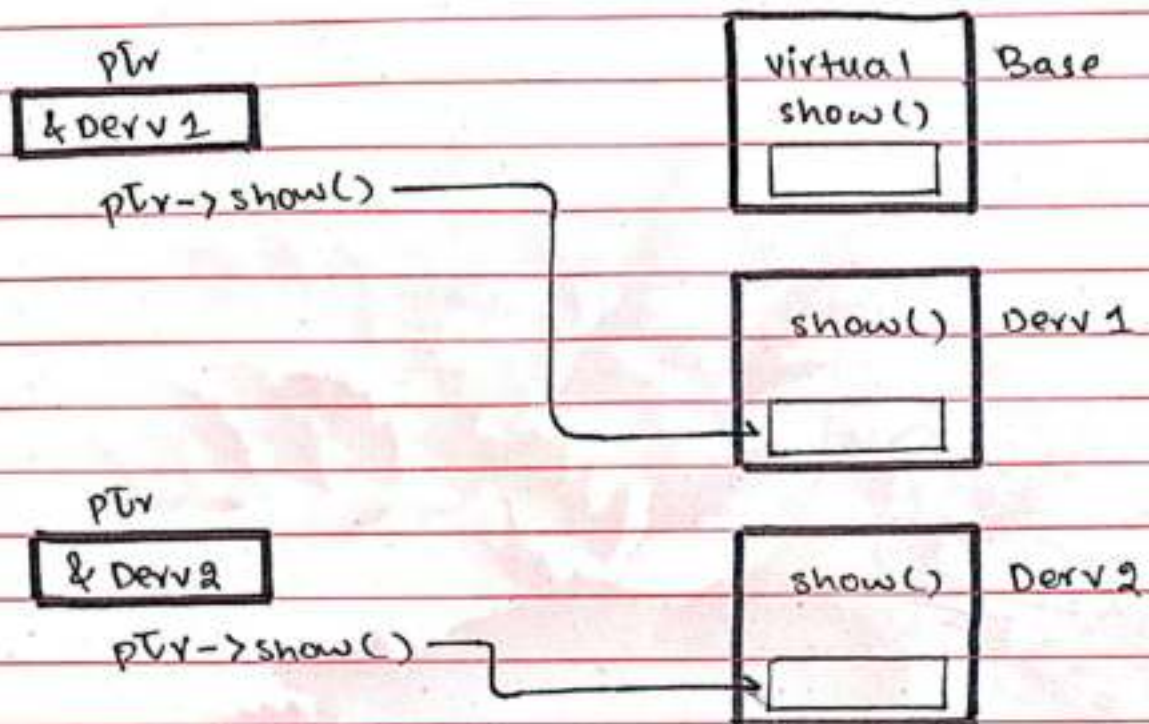 ptr
& Derv 1
ptr->show()
virtual
show()
Base
show()
Derv 1
ptr
& Derv2
ptr->show()
show()
Derv 2